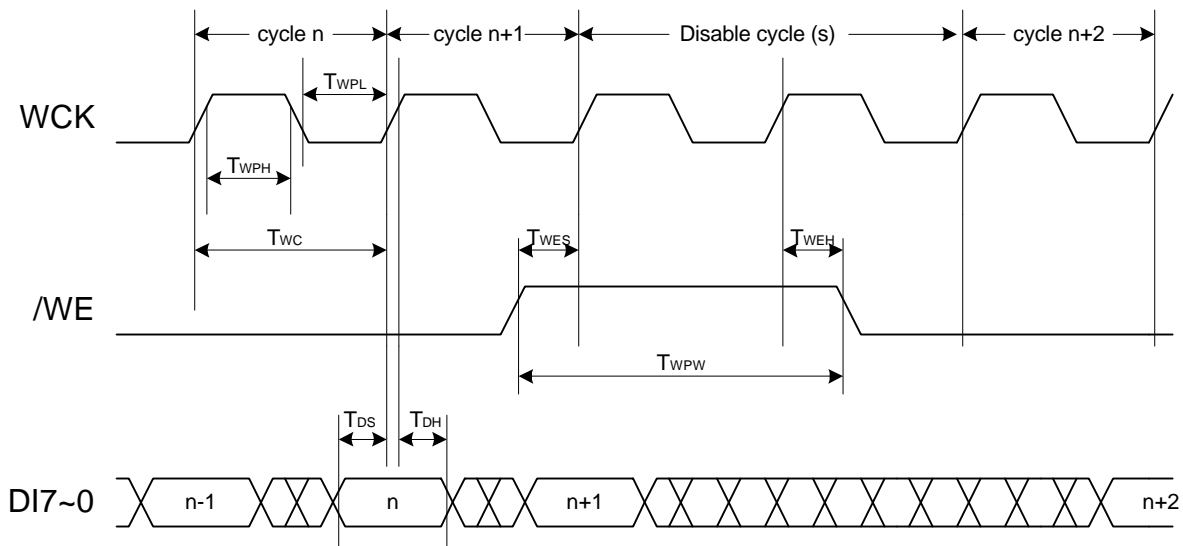 cycle n
cycle n+1
Disable cycle (s)
cycle n+2
TWPL
WCK
TWPH
TWC
TWES
TWEH
/WE
TWPW
TDS
TDH
DI7~0
n-1
n
n+1
n+2